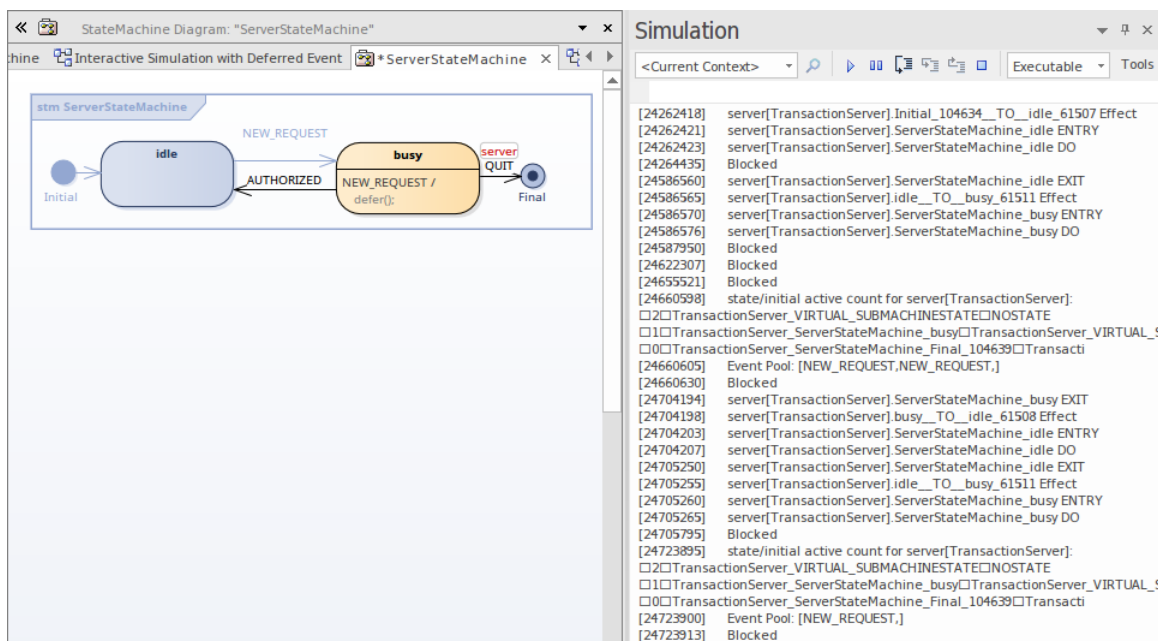 StateMachine Diagram: "ServerStateMachine"
:hine
Interactive Simulation with Deferred Event
*ServerStateMachine
stm ServerStateMachine
NEW_REQUEST
idle
busy
server
QUIT
AUTHORIZED
NEW_REQUEST /
defer();
Initial
Final
Simulation
<Current Context>
Executable
Tools
[24262418] server[TransactionServer].Initial_104634__TO__idle_61507 Effect
[24262421] server[TransactionServer].ServerStateMachine_idle ENTRY
[24262423] server[TransactionServer].ServerStateMachine_idle DO
[24264435] Blocked
[24586560] server[TransactionServer].ServerStateMachine_idle EXIT
[24586565] server[TransactionServer].idle__TO__busy_61511 Effect
[24586570] server[TransactionServer].ServerStateMachine_busy ENTRY
[24586576] server[TransactionServer].ServerStateMachine_busy DO
[24587950] Blocked
[24622307] Blocked
[24655521] Blocked
[24660598] state/initial active count for server[TransactionServer]:
□2□TransactionServer_VIRTUAL_SUBMACHINESTATE□NOSTATE
□1□TransactionServer_ServerStateMachine_busy□TransactionServer_VIRTUAL_S
□0□TransactionServer_ServerStateMachine_Final_104639□Transacti
[24660605] Event Pool: [NEW_REQUEST,NEW_REQUEST,]
[24660630] Blocked
[24704194] server[TransactionServer].ServerStateMachine_busy EXIT
[24704198] server[TransactionServer].busy__TO__idle_61508 Effect
[24704203] server[TransactionServer].ServerStateMachine_idle ENTRY
[24704207] server[TransactionServer].ServerStateMachine_idle DO
[24705250] server[TransactionServer].ServerStateMachine_idle EXIT
[24705255] server[TransactionServer].idle__TO__busy_61511 Effect
[24705260] server[TransactionServer].ServerStateMachine_busy ENTRY
[24705265] server[TransactionServer].ServerStateMachine_busy DO
[24705795] Blocked
[24723895] state/initial active count for server[TransactionServer]:
□2□TransactionServer_VIRTUAL_SUBMACHINESTATE□NOSTATE
□1□TransactionServer_ServerStateMachine_busy□TransactionServer_VIRTUAL_S
□0□TransactionServer_ServerStateMachine_Final_104639□Transacti
[24723900] Event Pool: [NEW_REQUEST,]
[24723913] Blocked